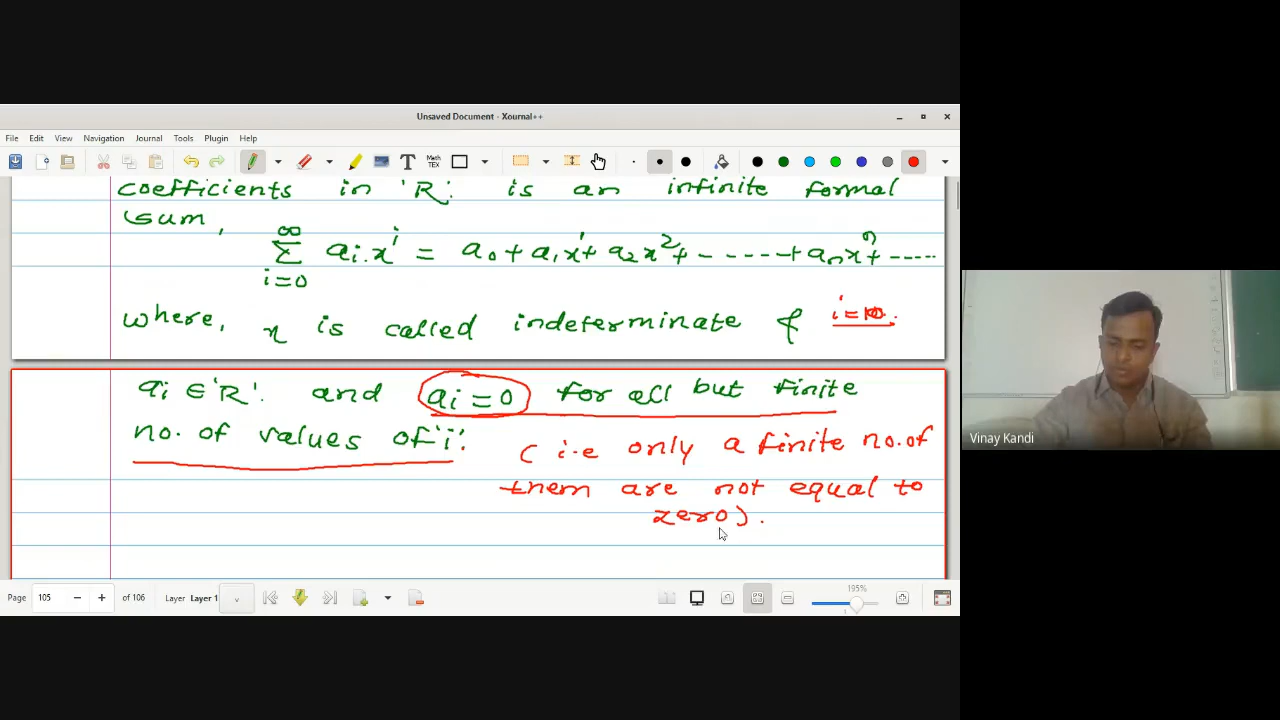 Unsaved Document - Xournal++
File Edit View Navigation Journal Tools Plugin Help
coefficients in 'R'. is an infinite formal
sum,
∞
∑ ai.x^i = a0 + a1x^1 + a2x^2 + - - - - - - + anx^n + - - - - -
i=0
where, x is called indeterminate &
ai ∈ 'R'. and ai = 0 for all but finite
no. of values of 'i'.
( i.e only a finite no. of
them are not equal to
zero).
Vinay Kandi
Page 105 of 106 Layer Layer 1 195%